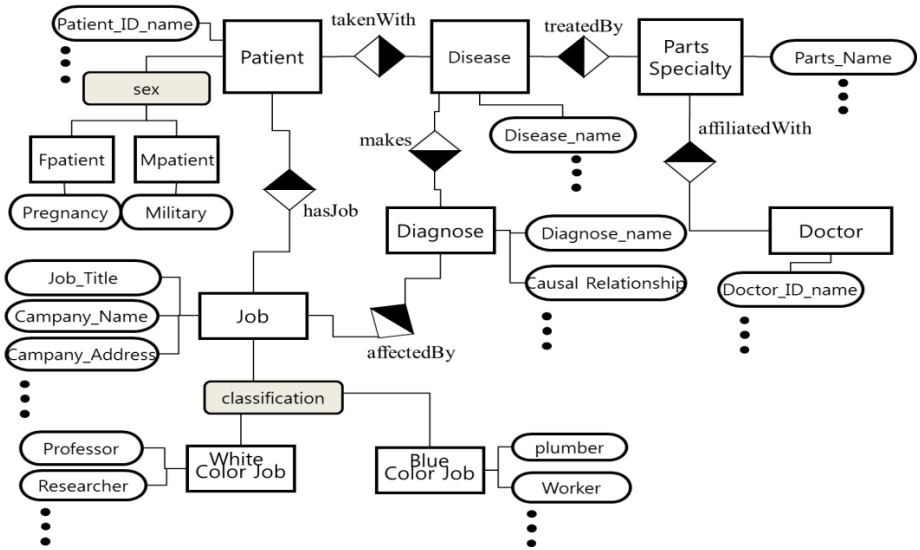 takenWith
treatedBy
Patient_ID_name
Patient
Disease
Parts
Specialty
Parts_Name
sex
makes
Disease_name
affiliatedWith
Fpatient
Mpatient
Pregnancy
Military
hasJob
Diagnose
Diagnose_name
Doctor
Job_Title
Causal Relationship
Doctor_ID_name
Campany_Name
Job
Campany_Address
affectedBy
classification
Professor
White
Color Job
Blue
Color Job
plumber
Researcher
Worker